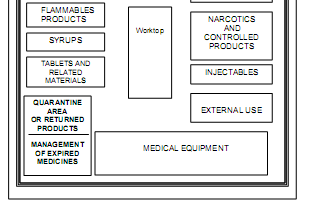 FLAMMABLES
PRODUCTS
SYRUPS
TABLETS AND
RELATED
MATERIALS
QUARANTINE
AREA
OR RETURNED
PRODUCTS
MANAGEMENT
OF EXPIRED
MEDICINES
Worktop
NARCOTICS
AND
CONTROLLED
PRODUCTS
INJECTABLES
EXTERNAL USE
MEDICAL EQUIPMENT